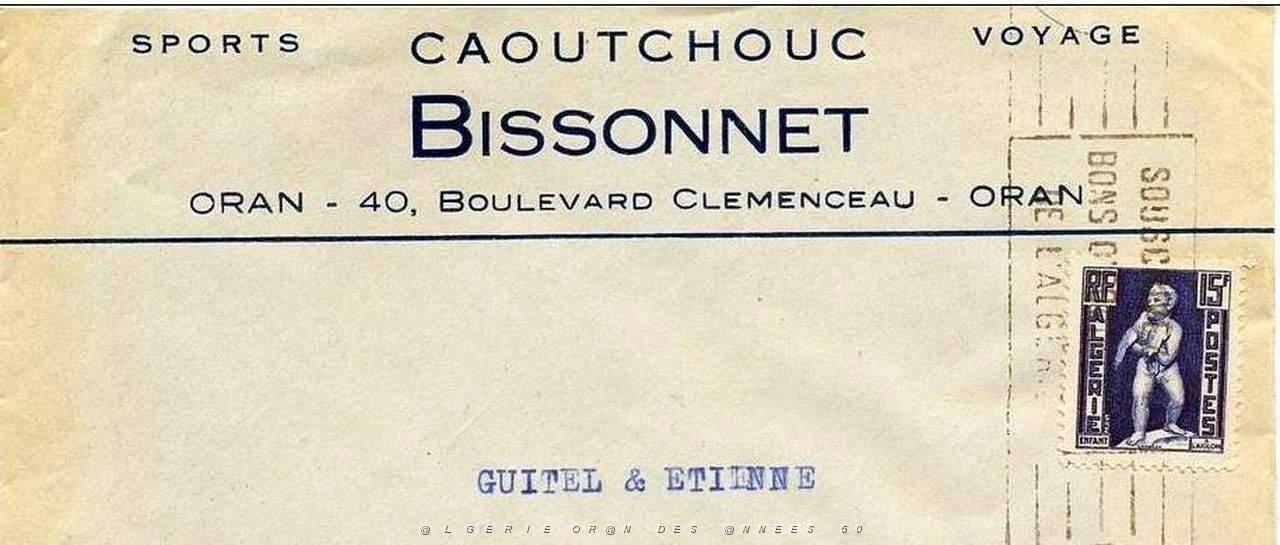 SPORTS CAOUTCHOUC VOYAGE
BISSONNET
ORAN - 40, BOULEVARD CLEMENCEAU - ORAN
BONS
RF 15F
ALGERIE POSTES
ENFANT
GUITEL & ETIENNE
@LGERIE OR@N DES @NNEES 50